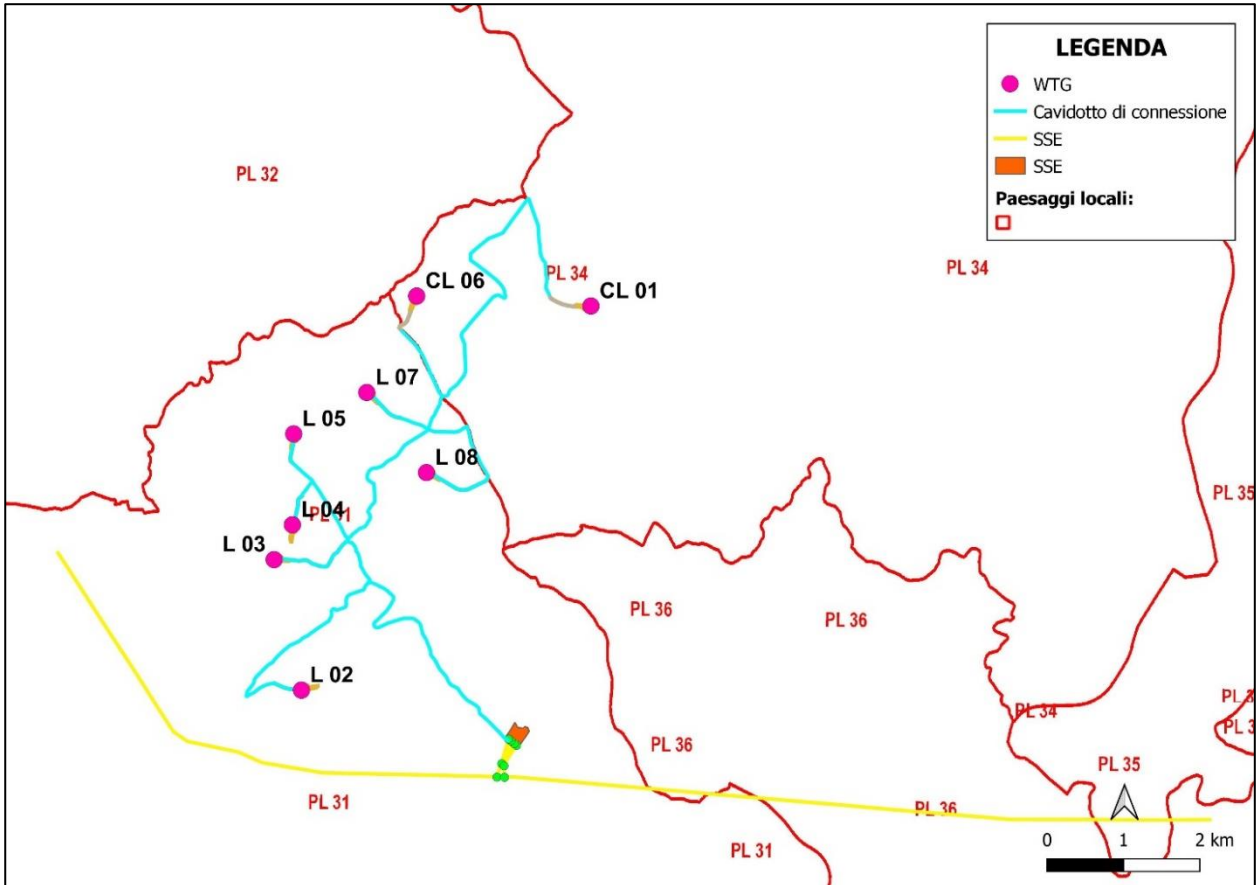 LEGENDA
WTG
Cavidotto di connessione
SSE
SSE
Paesaggi locali:
PL 32
PL 34
PL 34
CL 06
CL 01
L 07
L 05
L 08
PL 35
L 04
L 03
PL 36
PL 36
L 02
PL 34
PL 36
PL 35
PL 31
PL 36
PL 31
0 1 2 km